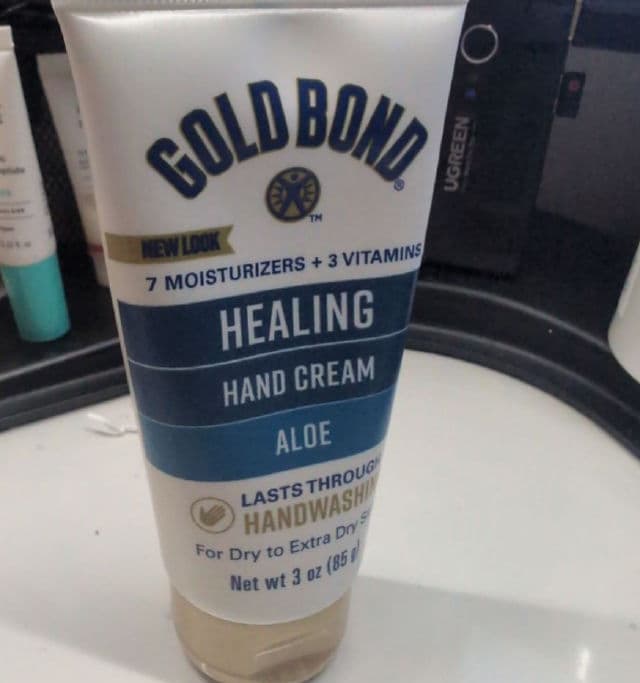 GOLD BOND
®
TM
NEW LOOK
7 MOISTURIZERS + 3 VITAMINS
HEALING
HAND CREAM
ALOE
LASTS THROUGH
HANDWASHIN
For Dry to Extra Dry S
Net wt 3 oz (85 g)
UGREEN